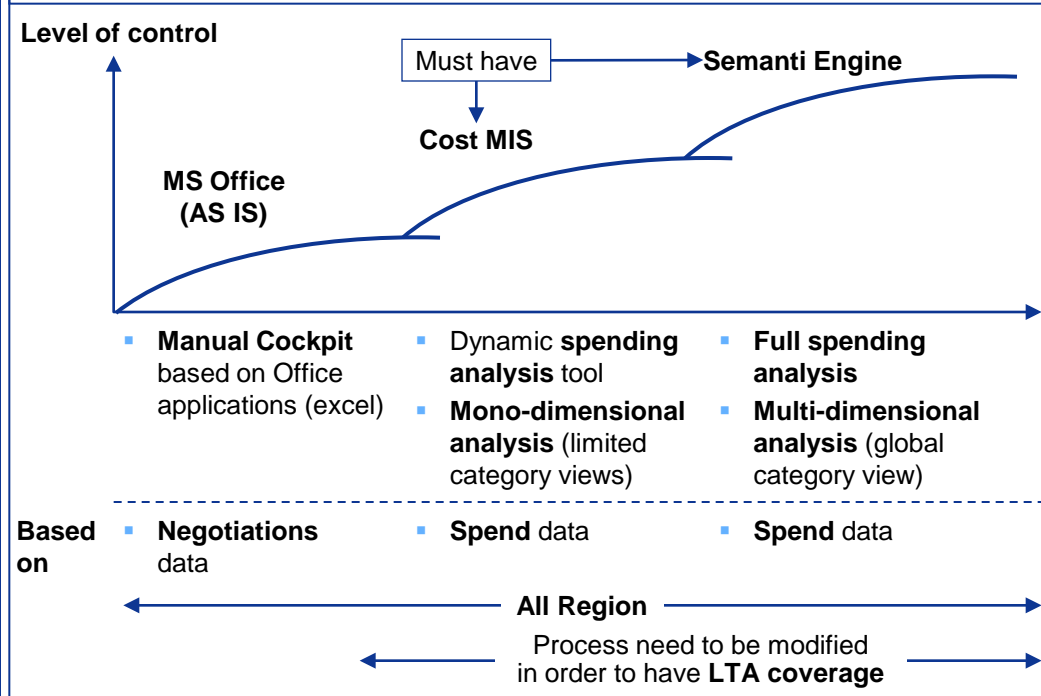 Level of control
Must have
Semanti Engine
Cost MIS
MS Office
(AS IS)
▪ Manual Cockpit
based on Office
applications (excel)
▪ Dynamic spending
analysis tool
▪ Mono-dimensional
analysis (limited
category views)
▪ Full spending
analysis
▪ Multi-dimensional
analysis (global
category view)
Based
on
▪ Negotiations
data
▪ Spend data
▪ Spend data
All Region
Process need to be modified
in order to have LTA coverage